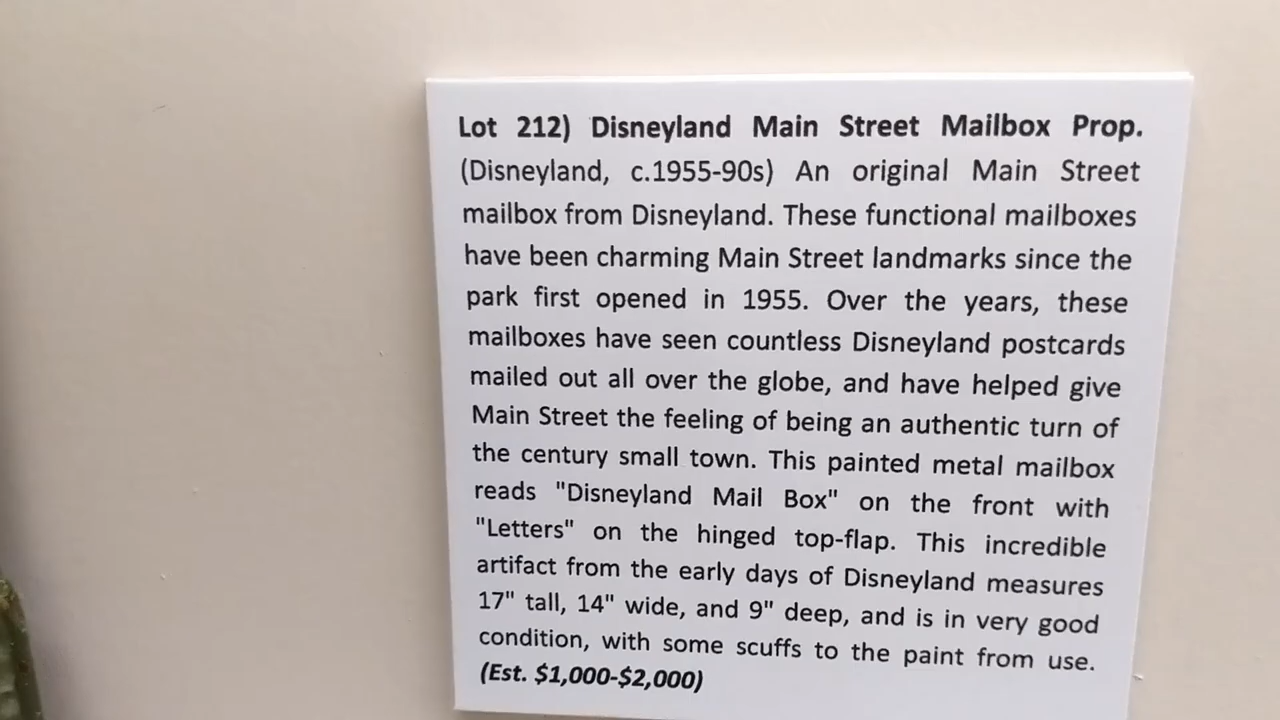 Lot 212) Disneyland Main Street Mailbox Prop.
(Disneyland, c.1955-90s) An original Main Street
mailbox from Disneyland. These functional mailboxes
have been charming Main Street landmarks since the
park first opened in 1955. Over the years, these
mailboxes have seen countless Disneyland postcards
mailed out all over the globe, and have helped give
Main Street the feeling of being an authentic turn of
the century small town. This painted metal mailbox
reads "Disneyland Mail Box" on the front with
"Letters" on the hinged top-flap. This incredible
artifact from the early days of Disneyland measures
17" tall, 14" wide, and 9" deep, and is in very good
condition, with some scuffs to the paint from use.
(Est. $1,000-$2,000)